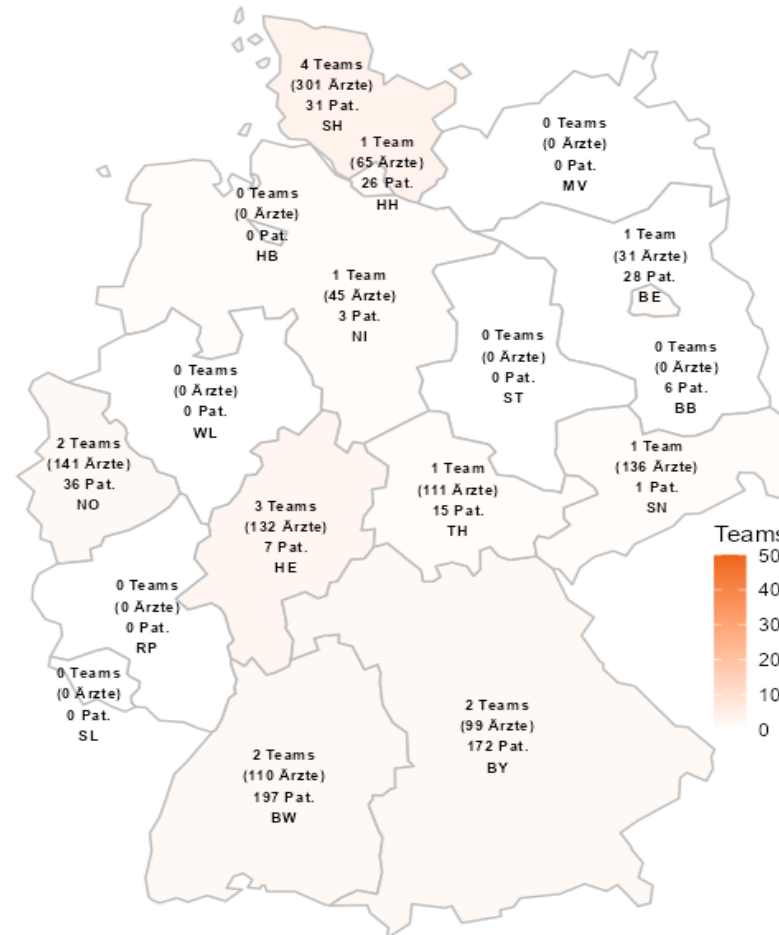 4 Teams
(301 Ärzte)
31 Pat.
SH
1 Team
(65 Ärzte)
26 Pat.
HH
0 Teams
(0 Ärzte)
0 Pat.
MV
0 Teams
(0 Ärzte)
0 Pat.
HB
1 Team
(31 Ärzte)
28 Pat.
BE
1 Team
(45 Ärzte)
3 Pat.
NI
0 Teams
(0 Ärzte)
0 Pat.
ST
0 Teams
(0 Ärzte)
6 Pat.
BB
0 Teams
(0 Ärzte)
0 Pat.
WL
2 Teams
(141 Ärzte)
36 Pat.
NO
1 Team
(111 Ärzte)
15 Pat.
TH
1 Team
(136 Ärzte)
1 Pat.
SN
3 Teams
(132 Ärzte)
7 Pat.
HE
Teams
50
40
30
20
10
0
0 Teams
(0 Ärzte)
0 Pat.
RP
0 Teams
(0 Ärzte)
0 Pat.
SL
2 Teams
(99 Ärzte)
172 Pat.
BY
2 Teams
(110 Ärzte)
197 Pat.
BW